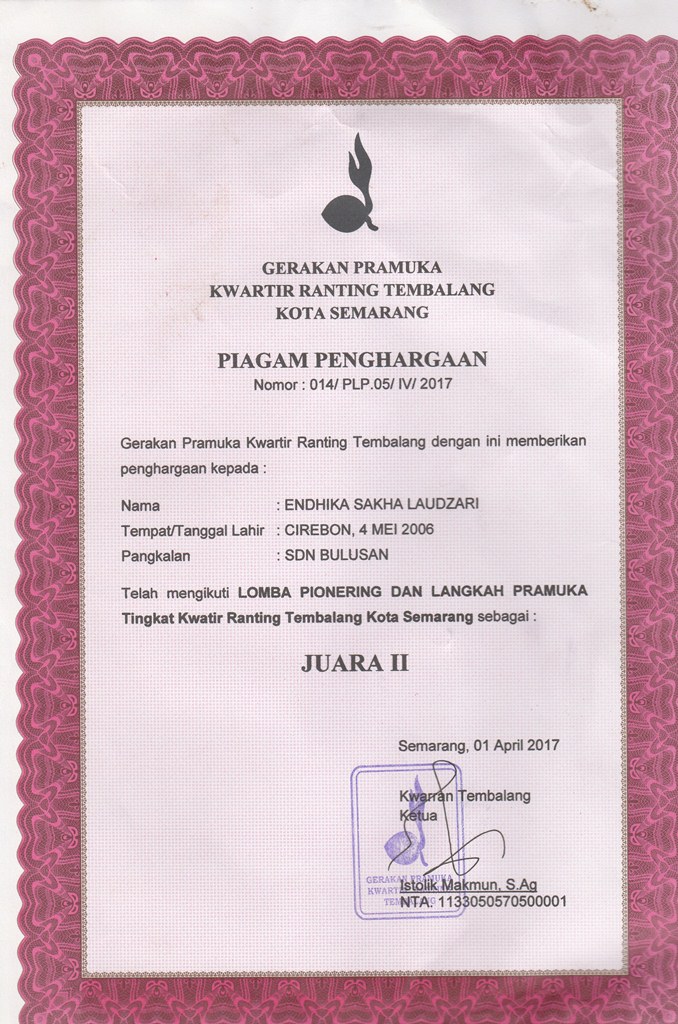 GERAKAN PRAMUKA
KWARTIR RANTING TEMBALANG
KOTA SEMARANG
PIAGAM PENGHARGAAN
Nomor : 014/ PLP.05/ IV/ 2017
Gerakan Pramuka Kwartir Ranting Tembalang dengan ini memberikan
penghargaan kepada :
Nama : ENDHIKA SAKHA LAUDZARI
Tempat/Tanggal Lahir : CIREBON, 4 MEI 2006
Pangkalan : SDN BULUSAN
Telah mengikuti LOMBA PIONERING DAN LANGKAH PRAMUKA
Tingkat Kwatir Ranting Tembalang Kota Semarang sebagai :
JUARA II
Semarang, 01 April 2017
Kwarran Tembalang
Ketua
GERAKAN PRAMUKA
Istolik Makmun, S.Ag
NTA. 1133050570500001